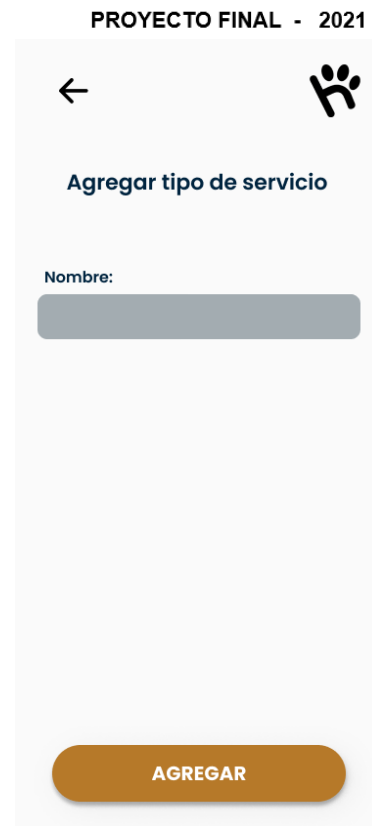 PROYECTO FINAL - 2021
Agregar tipo de servicio
Nombre:
AGREGAR